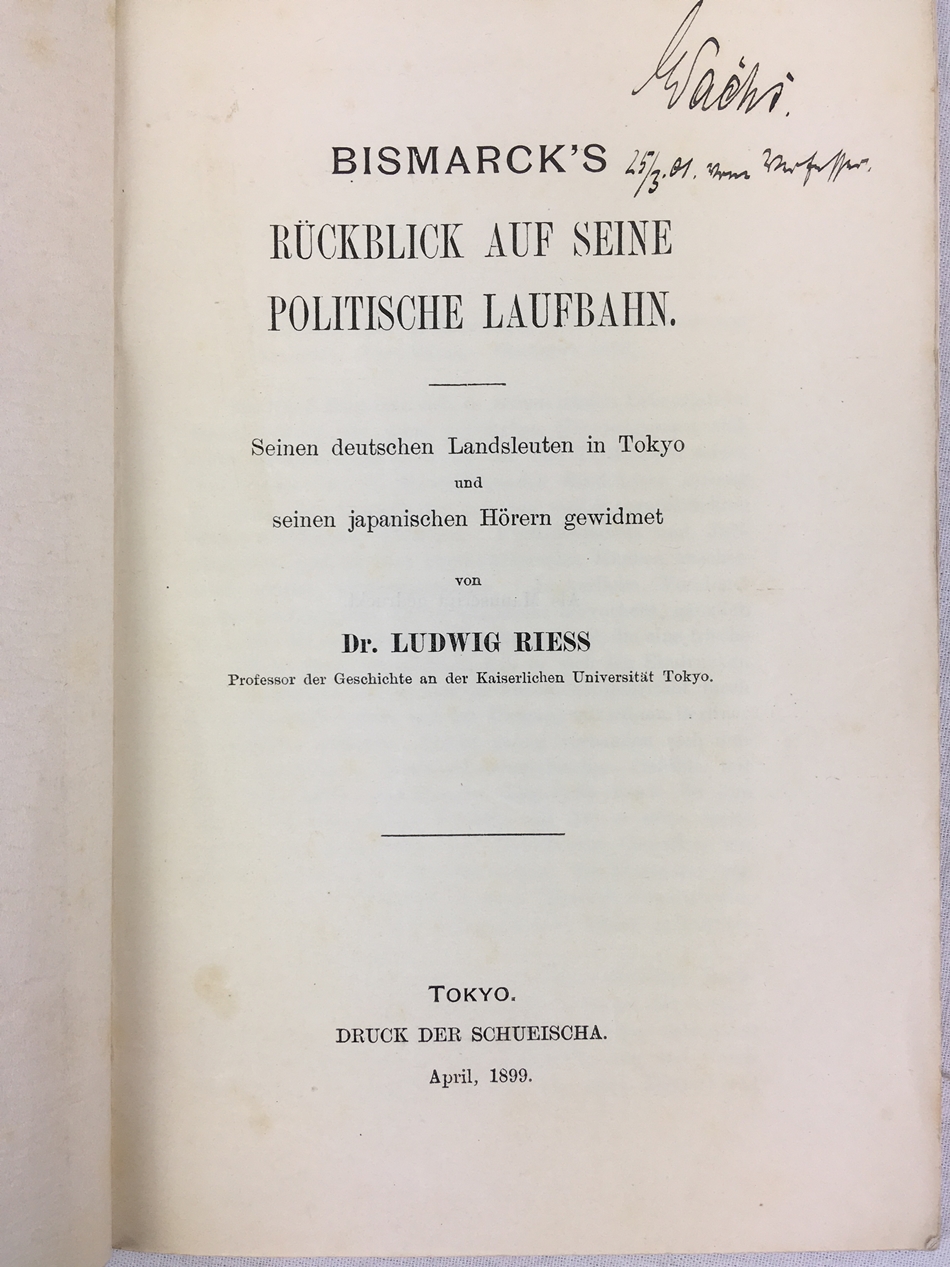 Wachs.
BISMARCK'S
25/3.01. vom Verfasser.
RÜCKBLICK AUF SEINE
POLITISCHE LAUFBAHN.
Seinen deutschen Landsleuten in Tokyo
und
seinen japanischen Hörern gewidmet
von
Dr. LUDWIG RIESS
Professor der Geschichte an der Kaiserlichen Universität Tokyo.
TOKYO.
DRUCK DER SCHUEISCHA.
April, 1899.